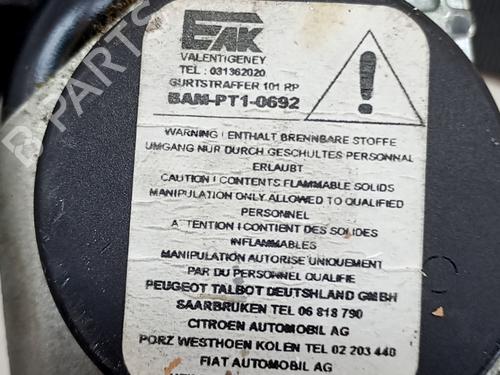 EAK
VALENTIGENEY
TEL : 031362020
GURTSTRAFFER 101 RP
BAM-PT1-0692
WARNING ! ENTHALT BRENNBARE STOFFE
UMGANG NUR DURCH GESCHULTES PERSONNAL
ERLAUBT
CAUTION ! CONTENTS FLAMMABLE SOLIDS
MANIPULATION ONLY ALLOWED TO QUALIFIED
PERSONNEL
ATTENTION ! CONTIENT DES SOLIDES
INFLAMMABLES
MANIPULATION AUTORISE UNIQUEMENT
PAR DU PERSONNEL QUALIFIE
PEUGEOT TALBOT DEUTSHLAND GMBH
SAARBRUKEN TEL 06 818 790
CITROEN AUTOMOBIL AG
PORZ WESTHOEN KOLEN TEL 02 203 440
FIAT AUTOMOBIL AG